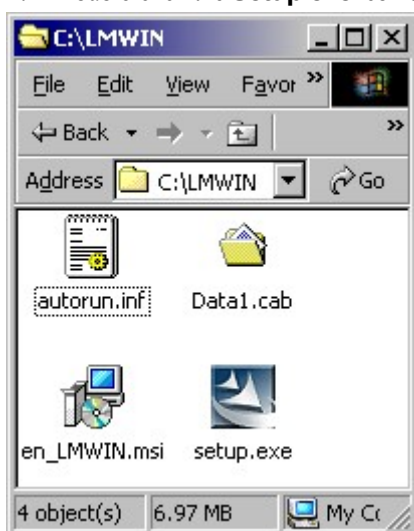 C:\LMWIN
File Edit View Favor »
Back »
Address C:\LMWIN Go
autorun.inf Data1.cab
en_LMWIN.msi setup.exe
4 object(s) 6.97 MB My Co